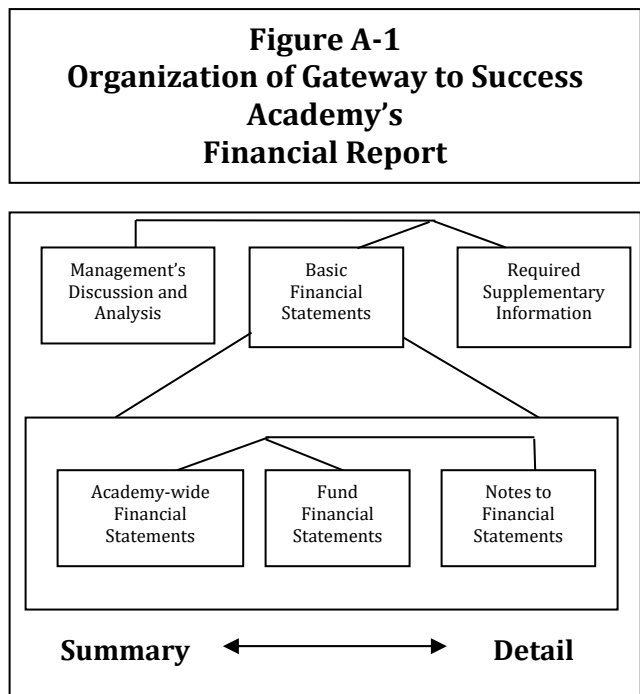 Figure A-1
Organization of Gateway to Success
Academy’s
Financial Report
Management’s
Discussion and
Analysis
Basic
Financial
Statements
Required
Supplementary
Information
Academy-wide
Financial
Statements
Fund
Financial
Statements
Notes to
Financial
Statements
Summary
Detail